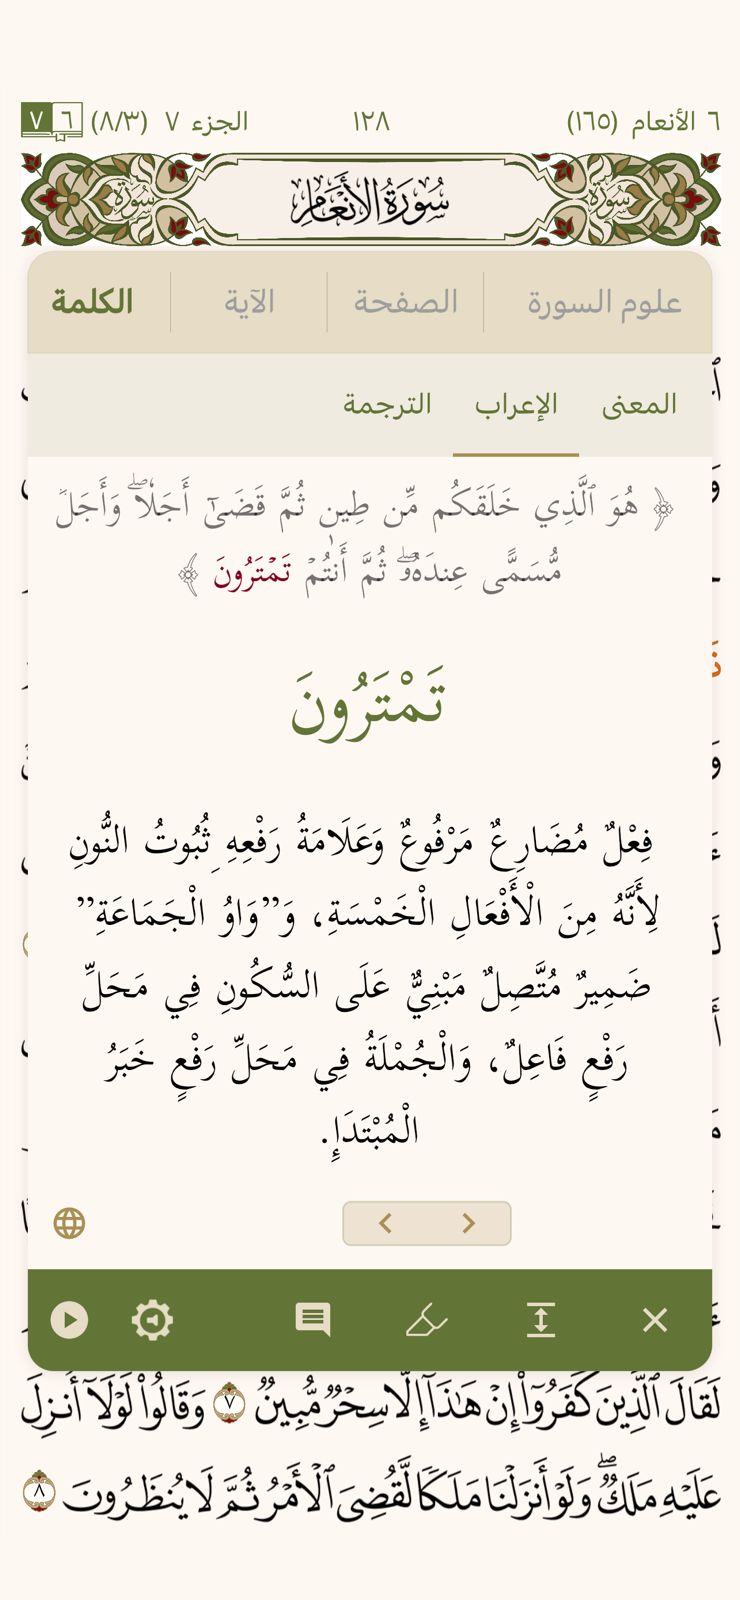 ٦ الأنعام (١٦٥) ١٢٨ الجزء ٧ (٨/٣) ٦ ٧
سُورَةُ الأَنْعَامِ
علوم السورة الصفحة الآية الكلمة
المعنى الإعراب الترجمة
﴿ هُوَ ٱلَّذِي خَلَقَكُم مِّن طِينٖ ثُمَّ قَضَىٰٓ أَجَلٗاۖ وَأَجَلٞ
مُّسَمًّى عِندَهُۥۖ ثُمَّ أَنتُمۡ تَمۡتَرُونَ ﴾
تَمْتَرُونَ
فِعْلٌ مُضَارِعٌ مَرْفُوعٌ وَعَلَامَةُ رَفْعِهِ ثُبُوتُ النُّونِ
لِأَنَّهُ مِنَ الْأَفْعَالِ الْخَمْسَةِ، وَ"وَاوُ الْجَمَاعَةِ"
ضَمِيرٌ مُتَّصِلٌ مَبْنِيٌّ عَلَى السُّكُونِ فِي مَحَلِّ
رَفْعٍ فَاعِلٌ، وَالْجُمْلَةُ فِي مَحَلِّ رَفْعٍ خَبَرُ
الْمُبْتَدَإِ.
لَقَالَ ٱلَّذِينَ كَفَرُوٓاْ إِنۡ هَٰذَآ إِلَّا سِحۡرٞ مُّبِينٞ ٧ وَقَالُواْ لَوۡلَآ أُنزِلَ
عَلَيۡهِ مَلَكٞۖ وَلَوۡ أَنزَلۡنَا مَلَكٗا لَّقُضِيَ ٱلۡأَمۡرُ ثُمَّ لَا يُنظَرُونَ ٨